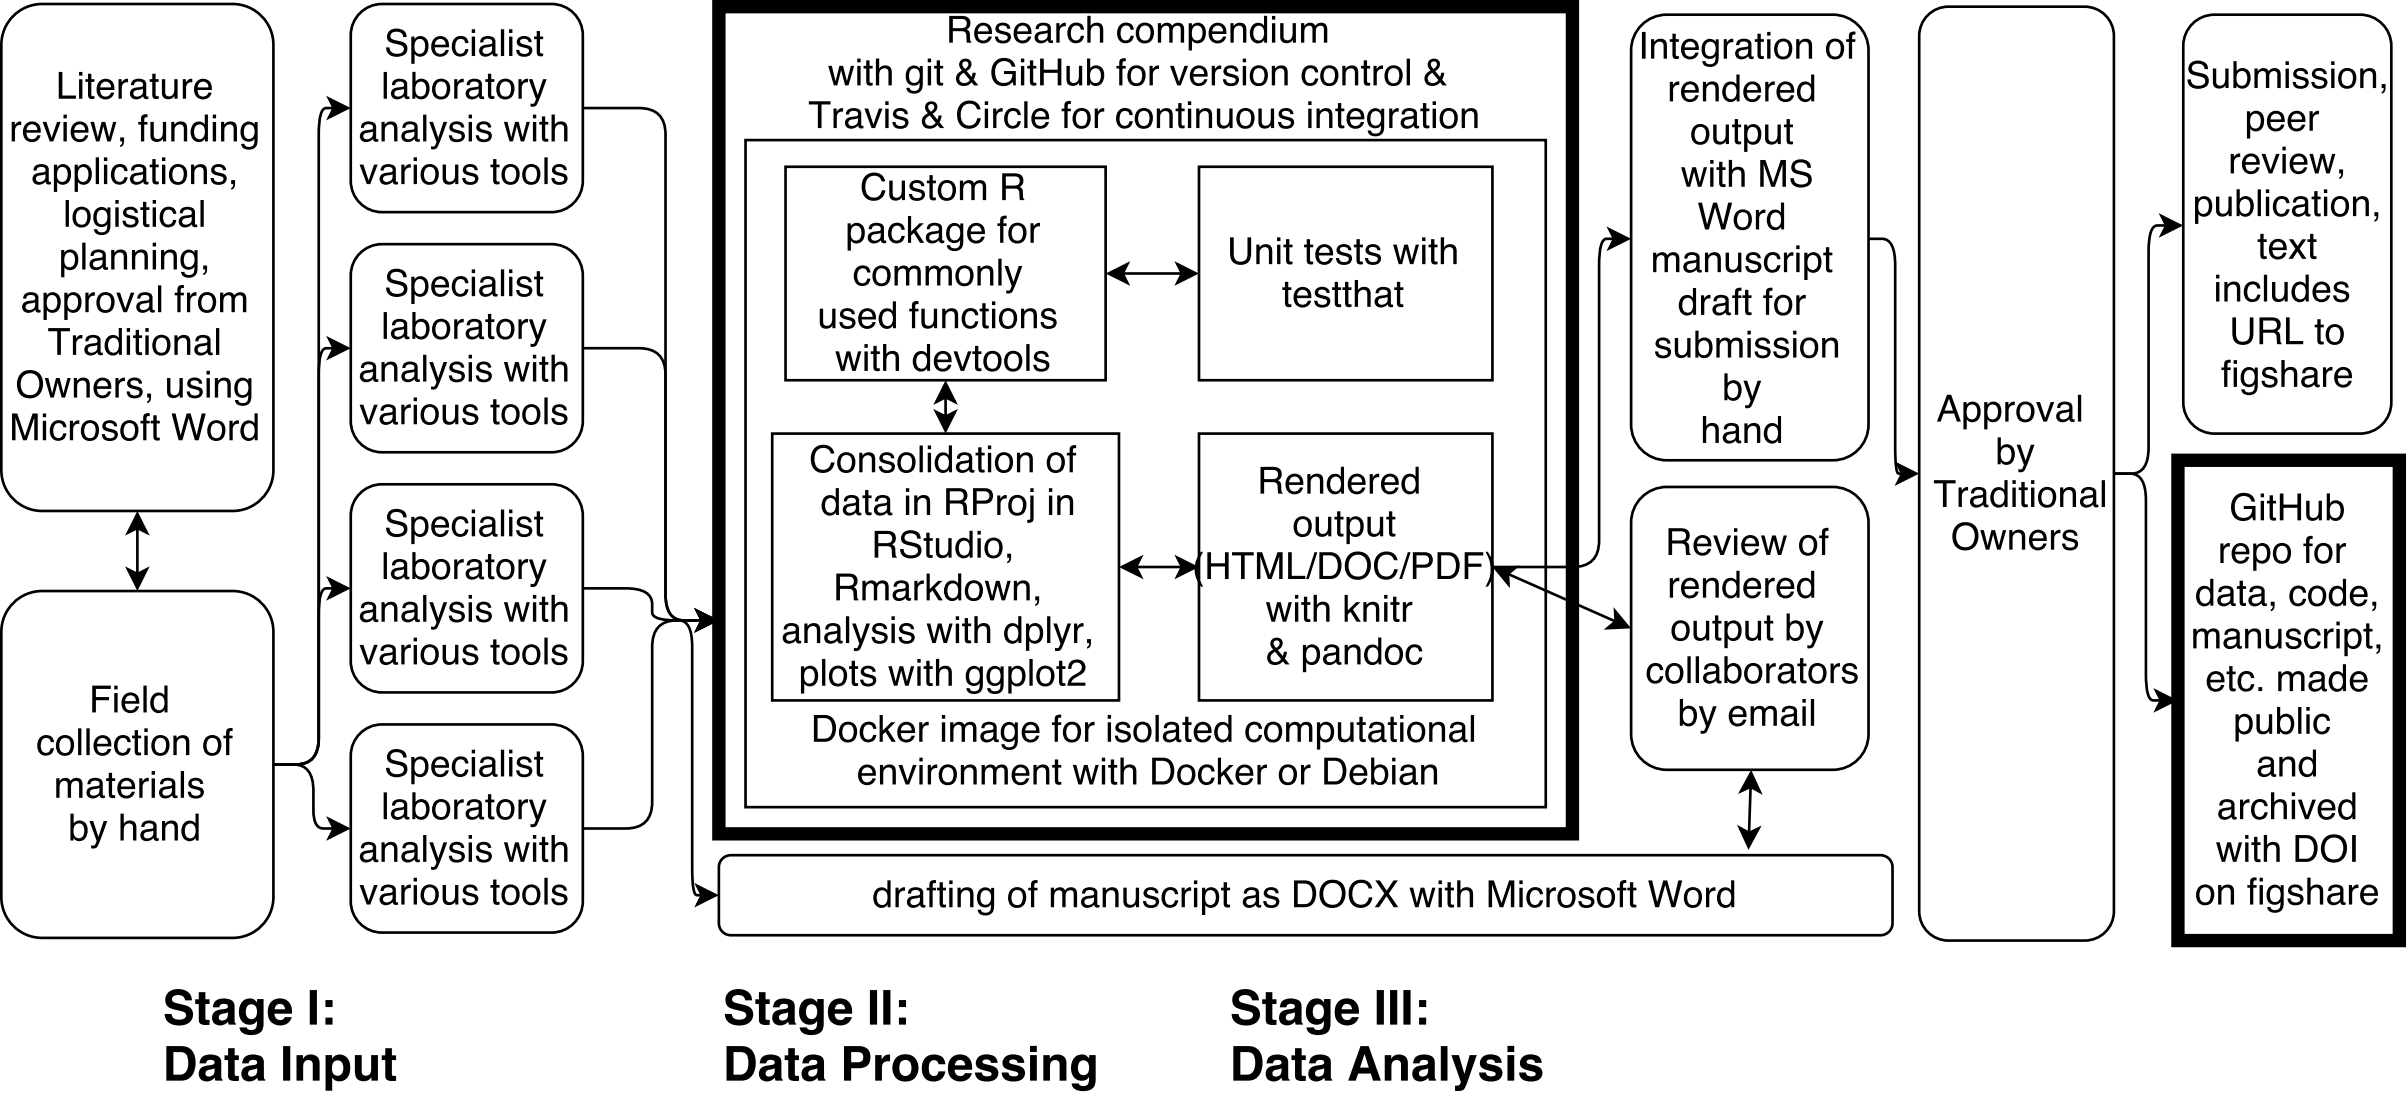 Literature
review, funding
applications,
logistical
planning,
approval from
Traditional
Owners, using
Microsoft Word
Field
collection of
materials
by hand
Specialist
laboratory
analysis with
various tools
Specialist
laboratory
analysis with
various tools
Specialist
laboratory
analysis with
various tools
Specialist
laboratory
analysis with
various tools
Research compendium
with git & GitHub for version control &
Travis & Circle for continuous integration
Custom R
package for
commonly
used functions
with devtools
Unit tests with
testthat
Consolidation of
data in RProj in
RStudio,
Rmarkdown,
analysis with dplyr,
plots with ggplot2
Rendered
output
(HTML/DOC/PDF)
with knitr
& pandoc
Docker image for isolated computational
environment with Docker or Debian
drafting of manuscript as DOCX with Microsoft Word
Integration of
rendered
output
with MS
Word
manuscript
draft for
submission
by
hand
Review of
rendered
output by
collaborators
by email
Approval
by
Traditional
Owners
Submission,
peer
review,
publication,
text
includes
URL to
figshare
GitHub
repo for
data, code,
manuscript,
etc. made
public
and
archived
with DOI
on figshare
Stage I:
Data Input
Stage II:
Data Processing
Stage III:
Data Analysis